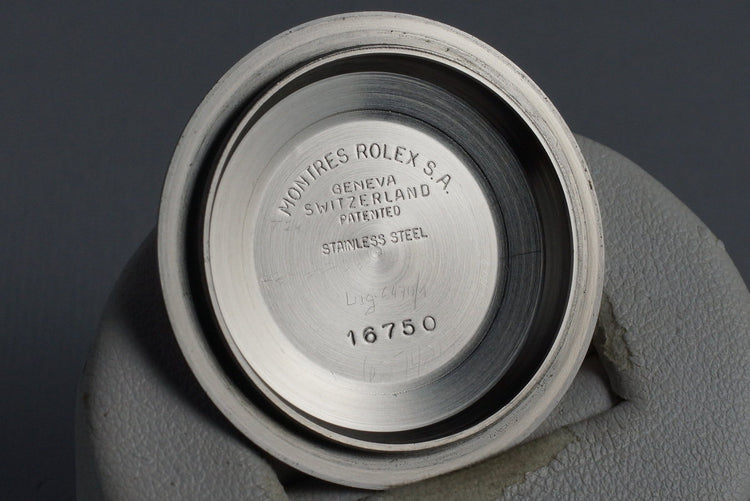 MONTRES ROLEX S.A.
GENEVA
SWITZERLAND
PATENTED
STAINLESS STEEL
16750